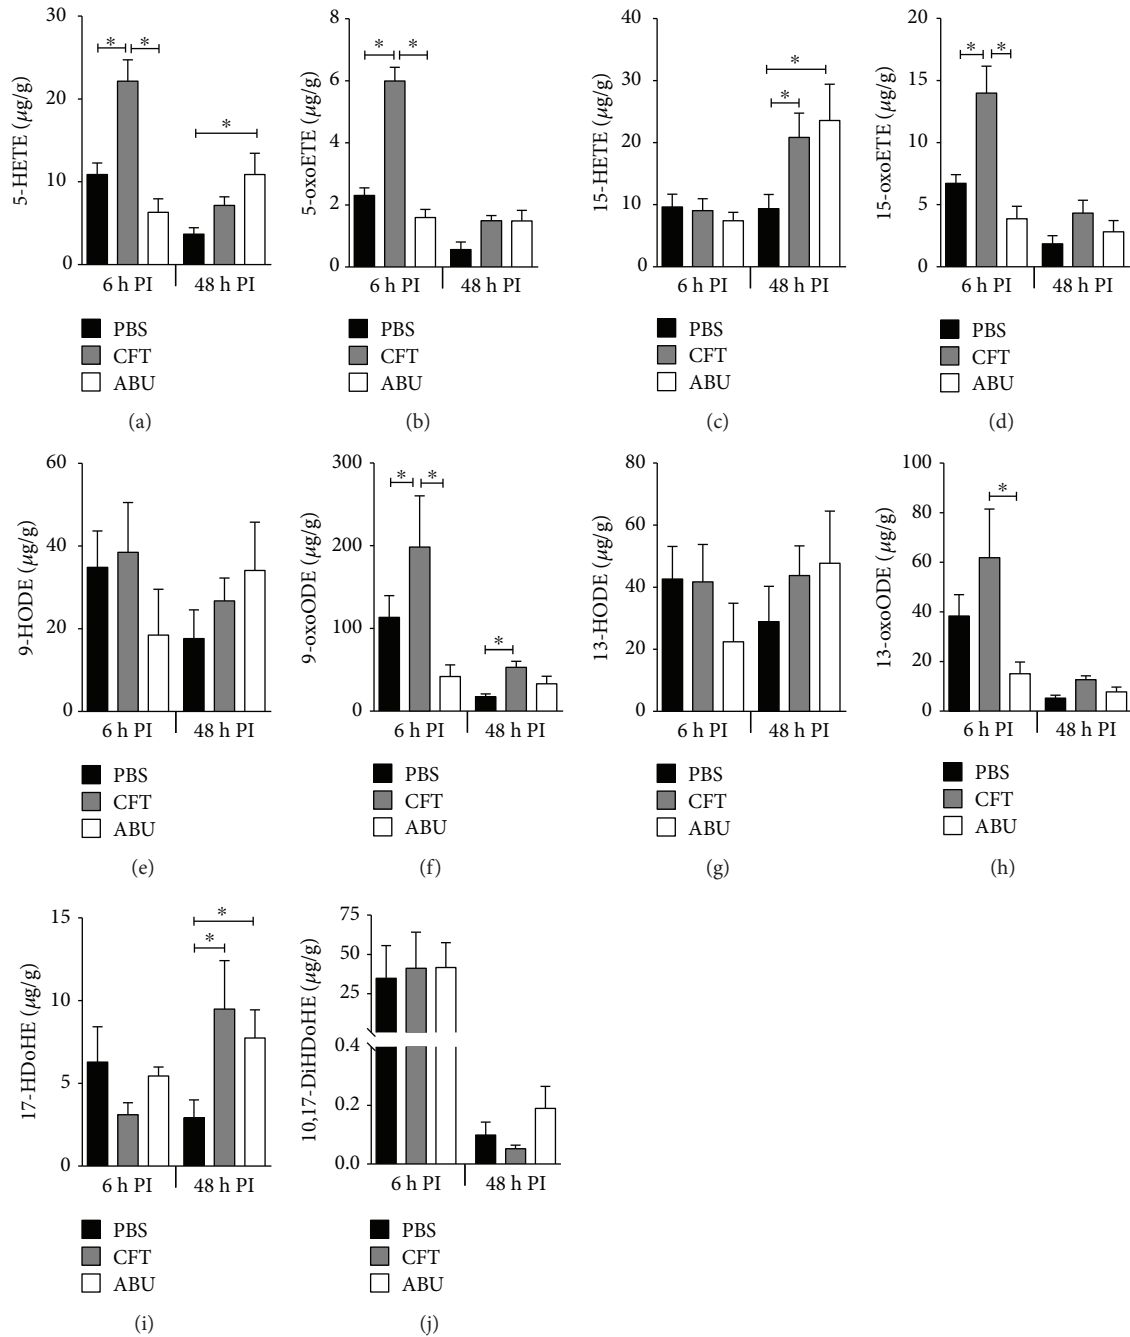 5-HETE (µg/g)
30
20
10
0
* *
*
6 h PI 48 h PI
PBS
CFT
ABU
(a)
5-oxoETE (µg/g)
8
6
4
2
0
* *
6 h PI 48 h PI
PBS
CFT
ABU
(b)
15-HETE (µg/g)
40
30
20
10
0
*
*
6 h PI 48 h PI
PBS
CFT
ABU
(c)
15-oxoETE (µg/g)
20
15
10
5
0
* *
6 h PI 48 h PI
PBS
CFT
ABU
(d)
9-HODE (µg/g)
60
40
20
0
6 h PI 48 h PI
PBS
CFT
ABU
(e)
9-oxoODE (µg/g)
300
200
100
0
* *
*
6 h PI 48 h PI
PBS
CFT
ABU
(f)
13-HODE (µg/g)
80
60
40
20
0
6 h PI 48 h PI
PBS
CFT
ABU
(g)
13-oxoODE (µg/g)
100
80
60
40
20
0
*
6 h PI 48 h PI
PBS
CFT
ABU
(h)
17-HDoHE (µg/g)
15
10
5
0
*
*
6 h PI 48 h PI
PBS
CFT
ABU
(i)
10,17-DiHDoHE (µg/g)
75
50
25
0.4
0.2
0.0
6 h PI 48 h PI
PBS
CFT
ABU
(j)